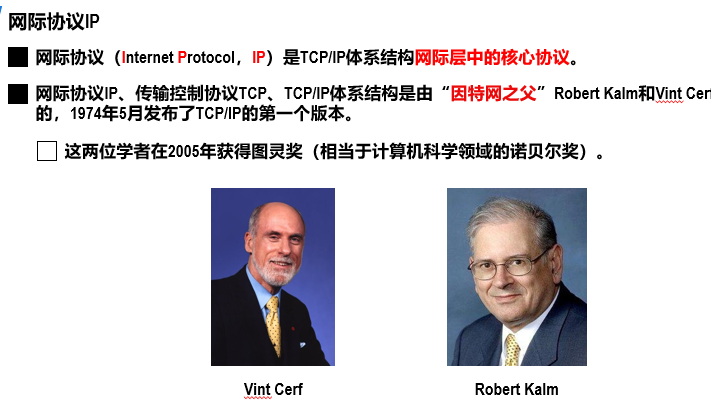 网际协议IP
网际协议（Internet Protocol，IP）是TCP/IP体系结构网际层中的核心协议。
网际协议IP、传输控制协议TCP、TCP/IP体系结构是由“因特网之父”Robert Kalm和Vint Cerf
的，1974年5月发布了TCP/IP的第一个版本。
这两位学者在2005年获得图灵奖（相当于计算机科学领域的诺贝尔奖）。
Vint Cerf
Robert Kalm